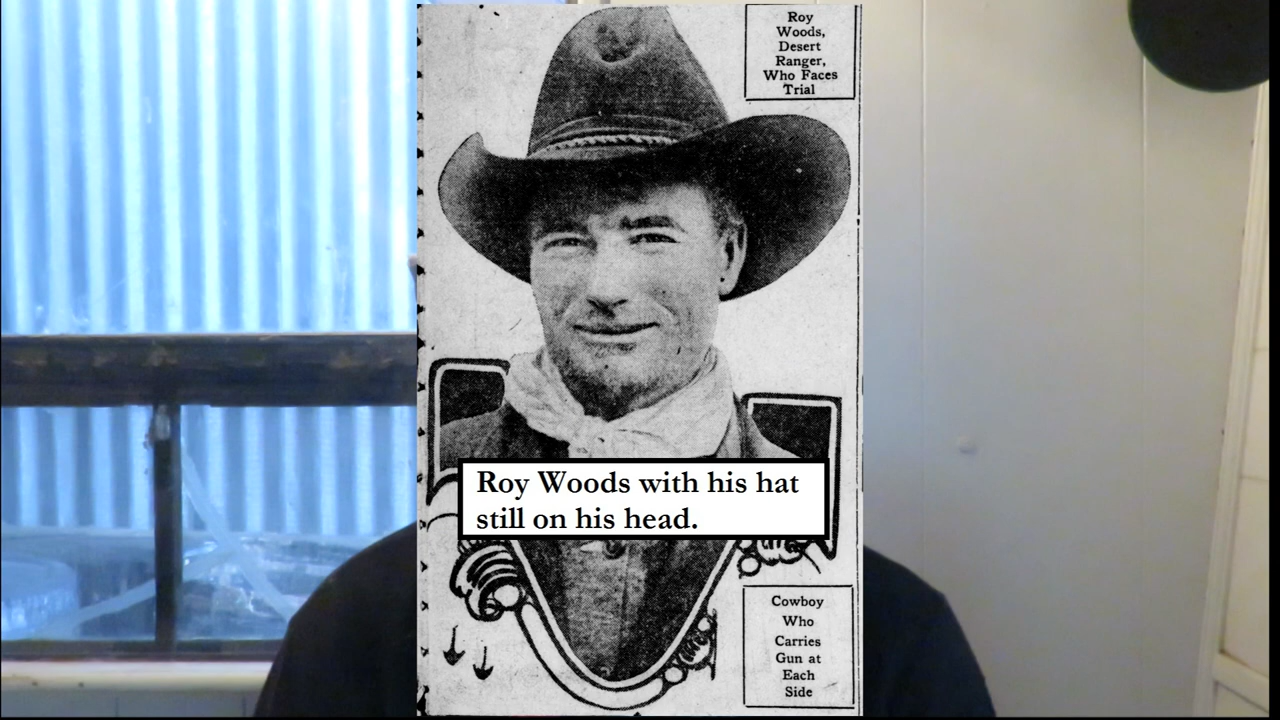 Roy
Woods,
Desert
Ranger,
Who Faces
Trial
Roy Woods with his hat
still on his head.
Cowboy
Who
Carries
Gun at
Each
Side